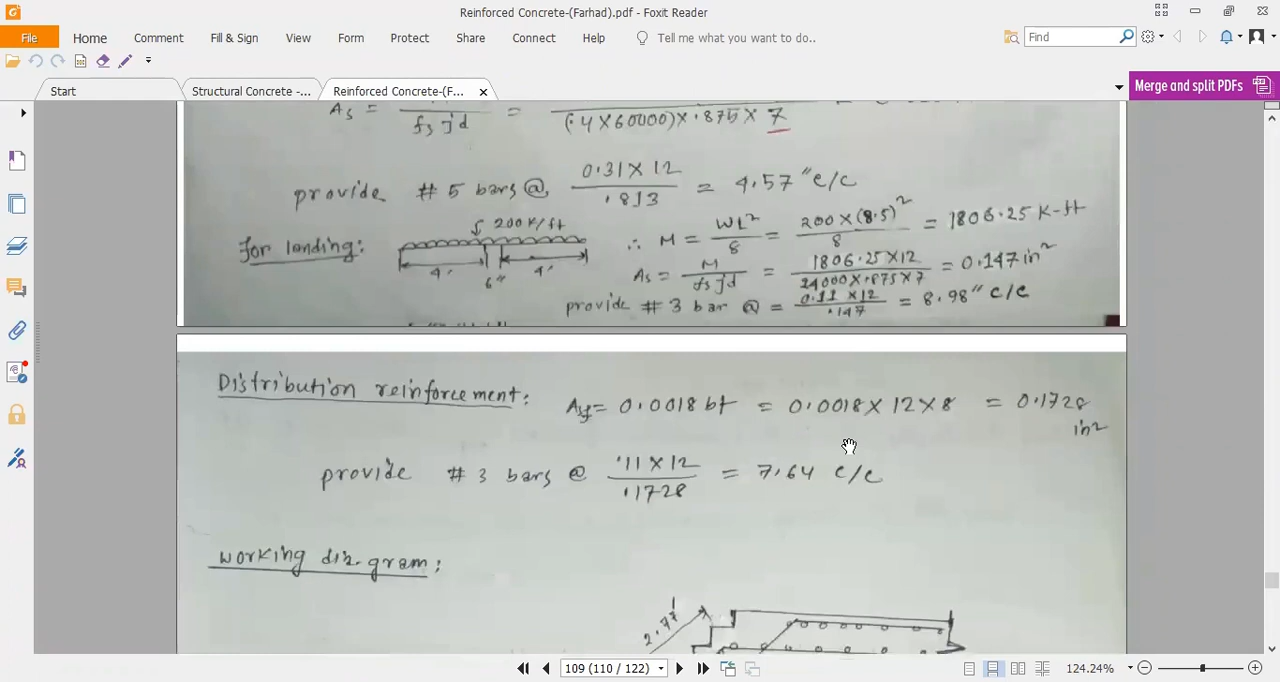 Reinforced Concrete-(Farhad).pdf - Foxit Reader
File Home Comment Fill & Sign View Form Protect Share Connect Help Tell me what you want to do.. Find
Start Structural Concrete -... Reinforced Concrete-(F... Merge and split PDFs
As = / fs jd = / (.4 X 60000) X .875 X 7
provide # 5 bars @ 0.31 X 12 / .813 = 4.57" c/c
200 K/ft
For landing: ∴ M = WL² / 8 = 200 X (8.5)² / 8 = 1806.25 K-ft
4' 6" 4'
As = M / fs jd = 1806.25 X 12 / 24000 X .875 X 7 = 0.147 in²
provide # 3 bar @ = 0.11 X 12 / .147 = 8.98" c/c
Distribution reinforcement: Ast = 0.0018 bt = 0.0018 X 12 X 8 = 0.1728 in²
provide # 3 bars @ .11 X 12 / .1728 = 7.64 c/c
working diagram:
2.77'
109 (110 / 122) 124.24%